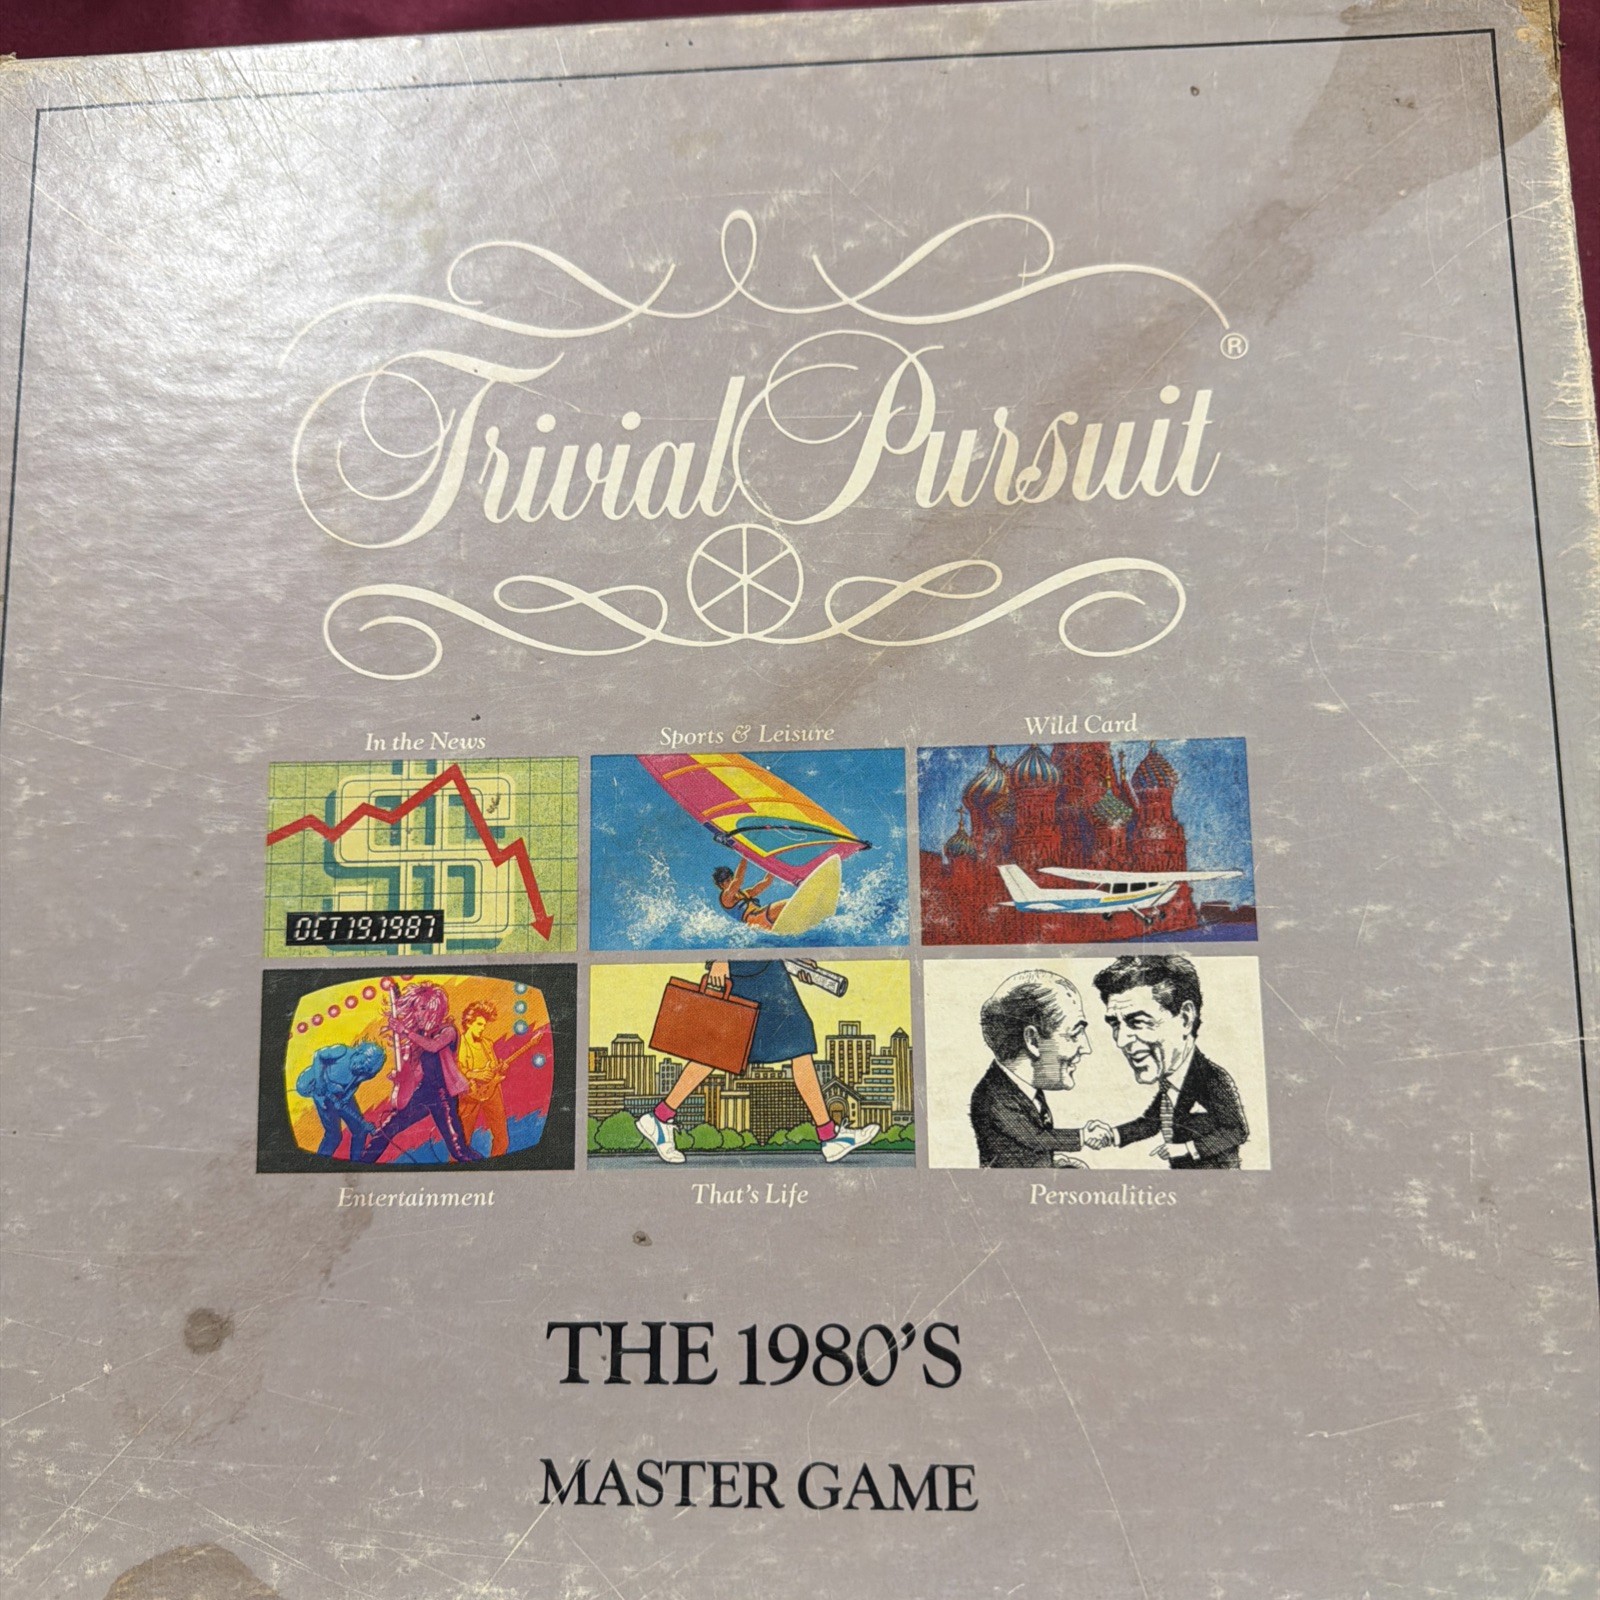 Trivial Pursuit®
In the News
Sports & Leisure
Wild Card
OCT 19,1987
Entertainment
That's Life
Personalities
THE 1980'S
MASTER GAME